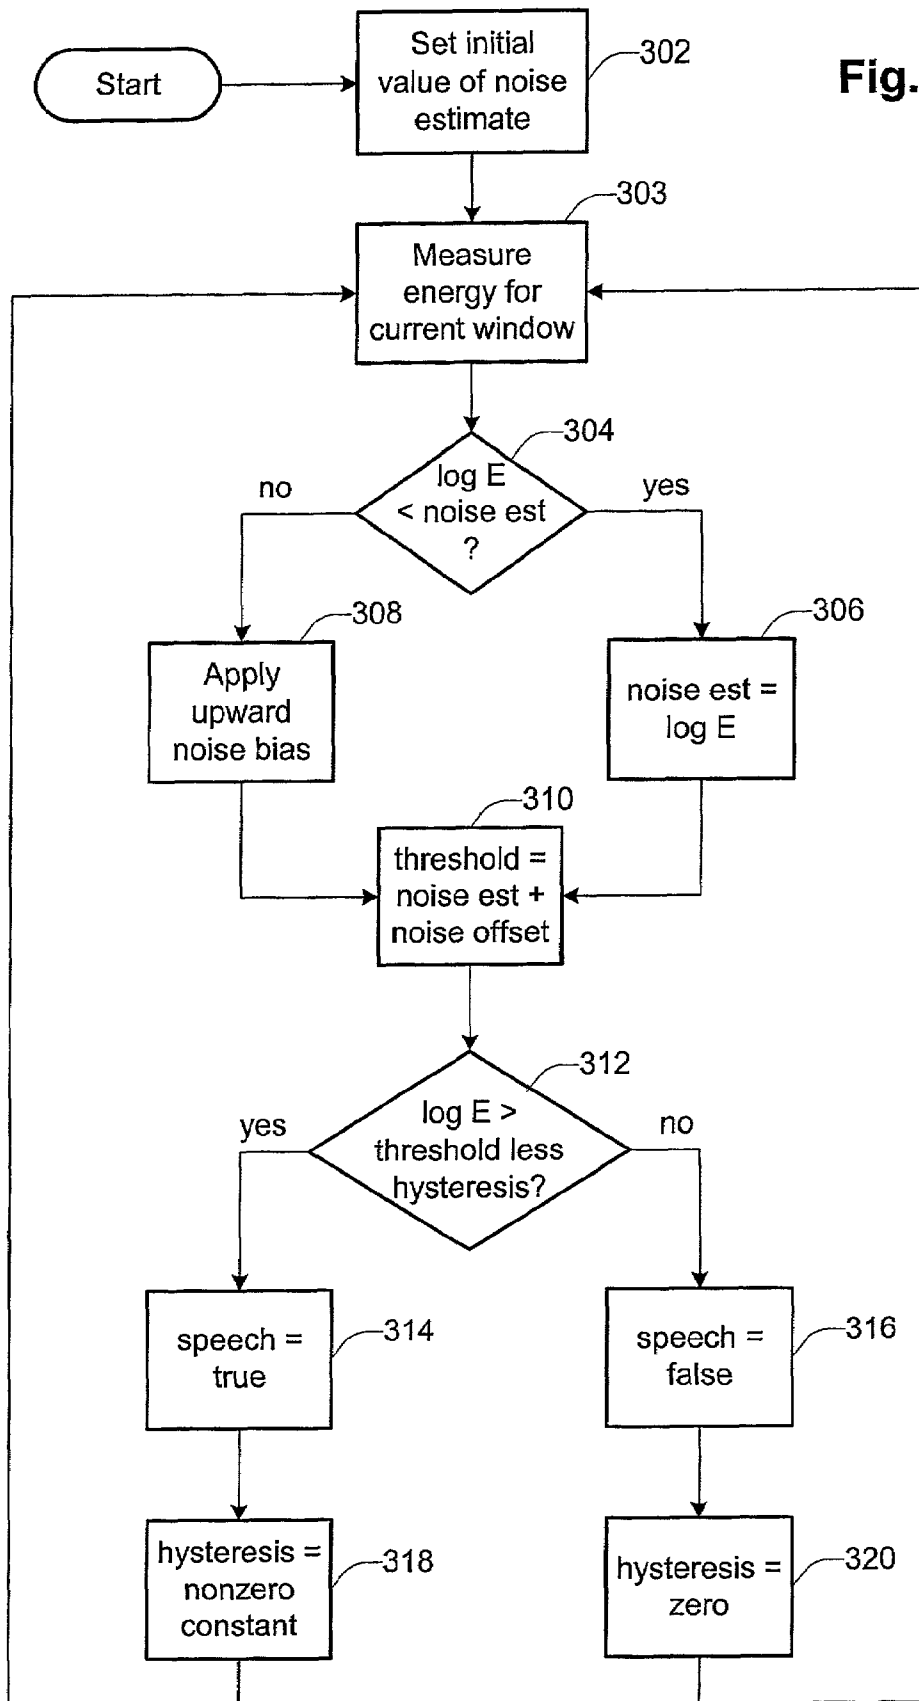 Start
Set initial
value of noise
estimate
302
Fig.
303
Measure
energy for
current window
304
log E
< noise est
?
no
yes
308
Apply
upward
noise bias
306
noise est =
log E
310
threshold =
noise est +
noise offset
312
log E >
threshold less
hysteresis?
yes
no
speech =
true
314
speech =
false
316
hysteresis =
nonzero
constant
318
hysteresis =
zero
320